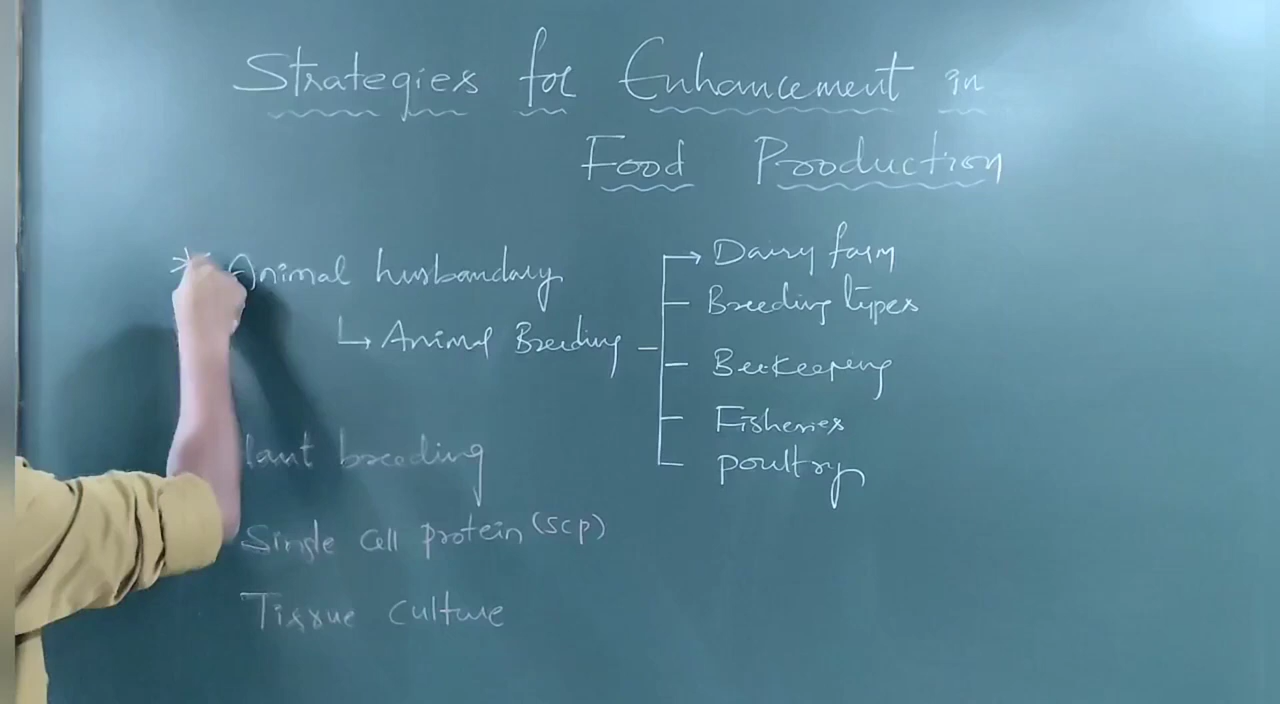 Strategies for Enhancement in
Food Production
* Animal husbandary
↳ Animal Breeding
→ Dairy farm
Breeding types
Beekeeping
Fisheries
poultry
lant breeding
Single cell protein (scp)
Tissue culture